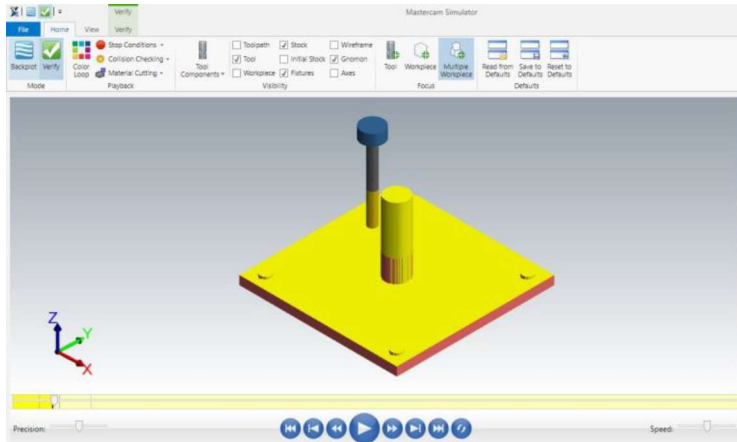 Verify
Mastercam Simulator
File Home View Verify
Backplot Verify
Color Loop
Stop Conditions
Collision Checking
Material Cutting
Tool Components
Toolpath Stock Wireframe
Tool Initial Stock Gnomon
Workpiece Fixtures Axes
Tool Workpiece Multiple Workpiece
Read from Defaults Save to Defaults Reset to Defaults
Mode Playback Visibility Focus Defaults
Z
Y
X
Precision: Speed: